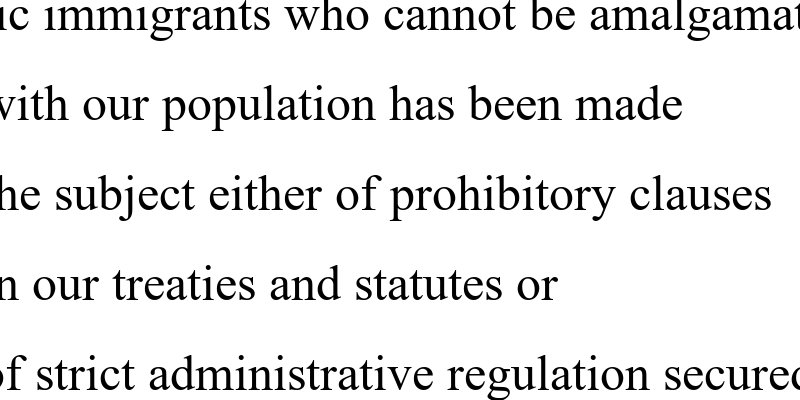 ic immigrants who cannot be amalgamat
with our population has been made
he subject either of prohibitory clauses
n our treaties and statutes or
of strict administrative regulation secured